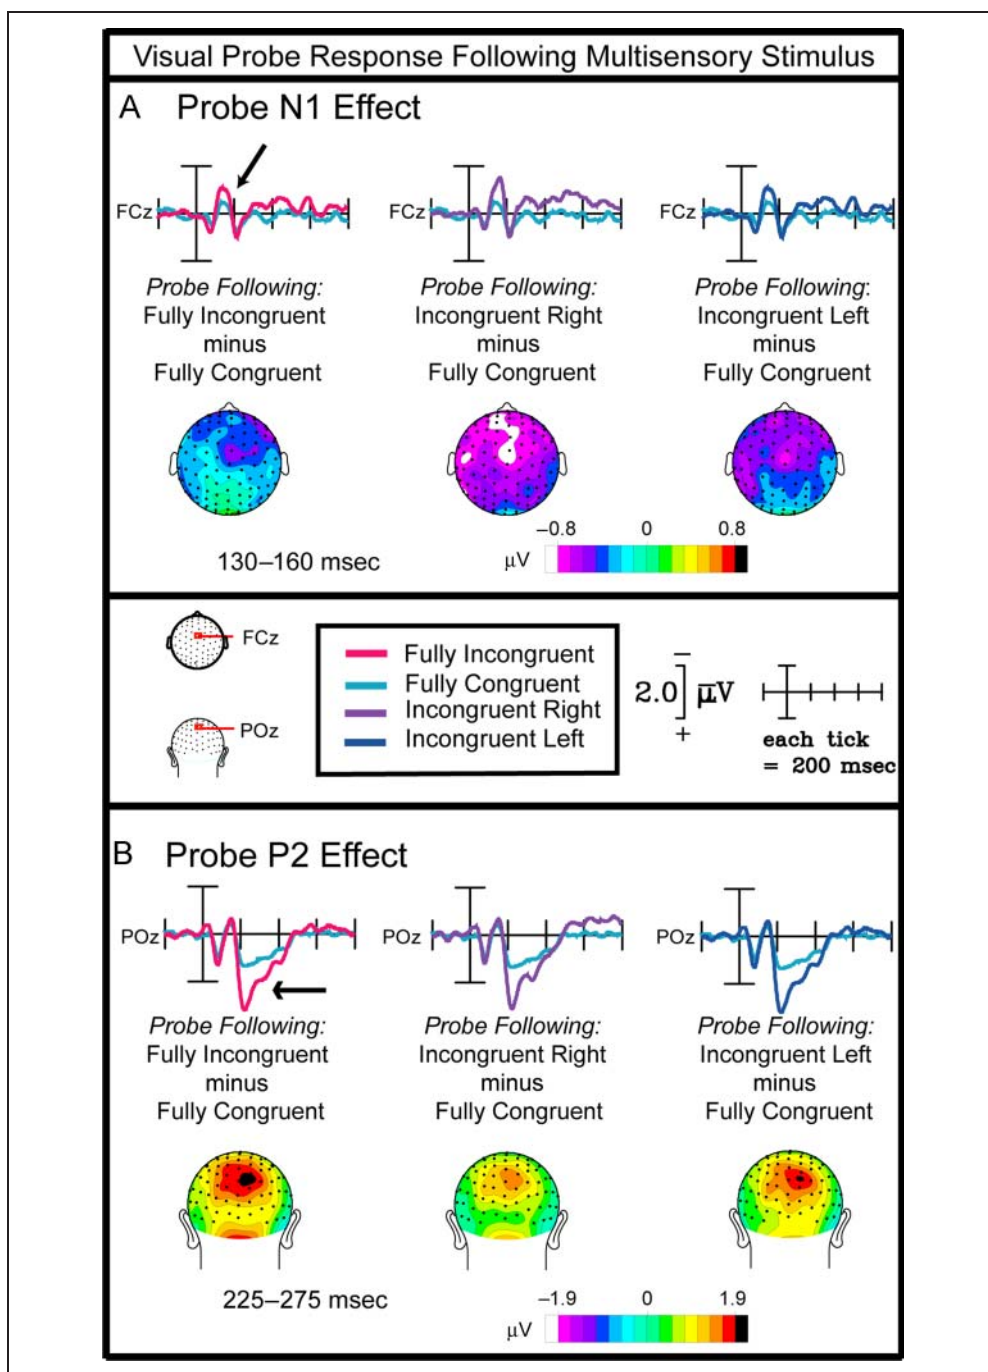 Visual Probe Response Following Multisensory Stimulus
A Probe N1 Effect
FCz
FCz
FCz
Probe Following:
Fully Incongruent
minus
Fully Congruent
Probe Following:
Incongruent Right
minus
Fully Congruent
Probe Following:
Incongruent Left
minus
Fully Congruent
–0.8 0 0.8
μV
130–160 msec
FCz
POz
Fully Incongruent
Fully Congruent
Incongruent Right
Incongruent Left
–
2.0 μV
+
each tick
= 200 msec
B Probe P2 Effect
POz
POz
POz
Probe Following:
Fully Incongruent
minus
Fully Congruent
Probe Following:
Incongruent Right
minus
Fully Congruent
Probe Following:
Incongruent Left
minus
Fully Congruent
225–275 msec
–1.9 0 1.9
μV